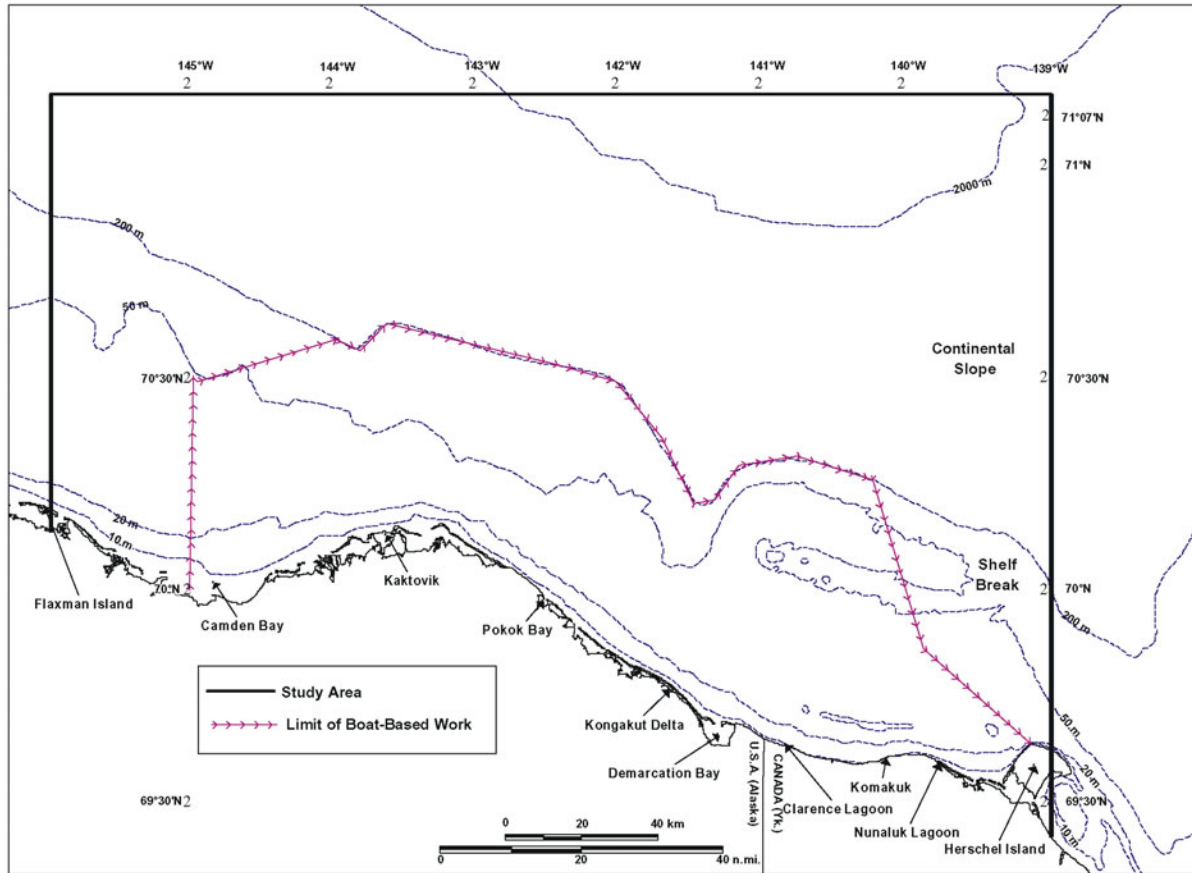 145°W
144°W
143°W
142°W
141°W
140°W
139°W
2
2
2
2
2
2
2
2
71°07'N
2
71°N
2000 m
200 m
50 m
Continental
Slope
70°30'N
2
2
70°30'N
20 m
10 m
Shelf
Break
70°N
2
2
70°N
Flaxman Island
Camden Bay
Kaktovik
Pokok Bay
200 m
Study Area
Limit of Boat-Based Work
Kongakut Delta
Demarcation Bay
U.S.A. (Alaska)
CANADA (Yk.)
Clarence Lagoon
Komakuk
Nunaluk Lagoon
Herschel Island
50 m
20 m
10 m
69°30'N
2
2
69°30'N
0 20 40 km
0 20 40 n.mi.